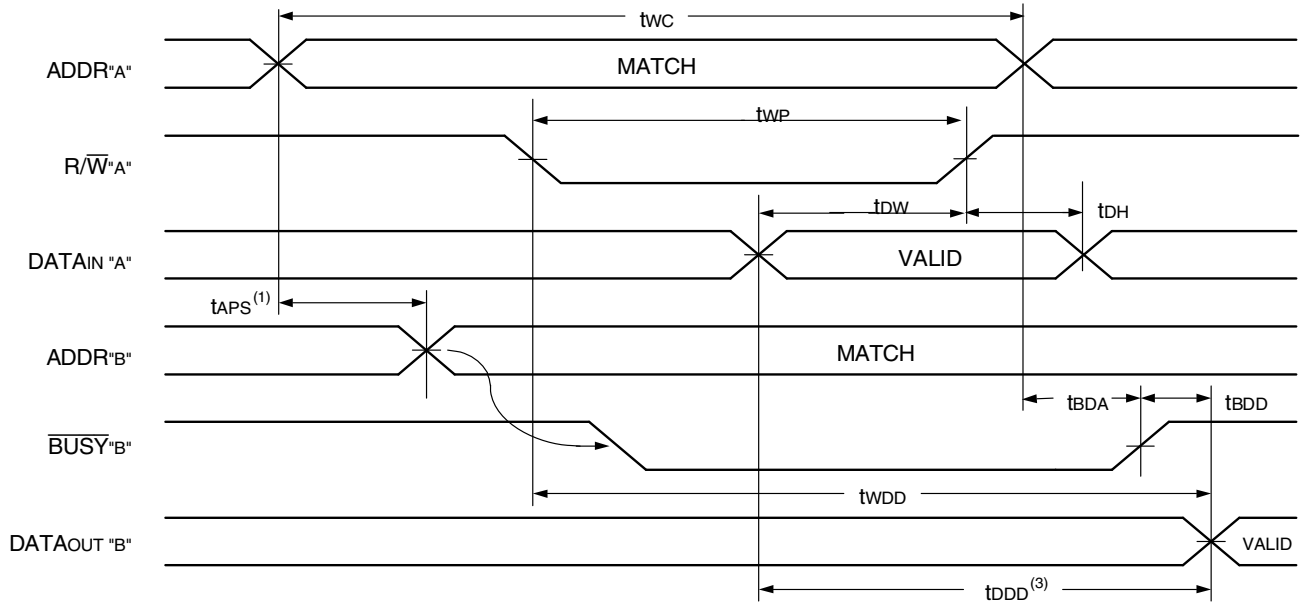 tWC
ADDR"A"
MATCH
tWP
R/W̅"A"
tDW
tDH
DATAIN "A"
VALID
tAPS(1)
ADDR"B"
MATCH
tBDA
tBDD
B̅U̅S̅Y̅"B"
tWDD
DATAOUT "B"
VALID
tDDD(3)